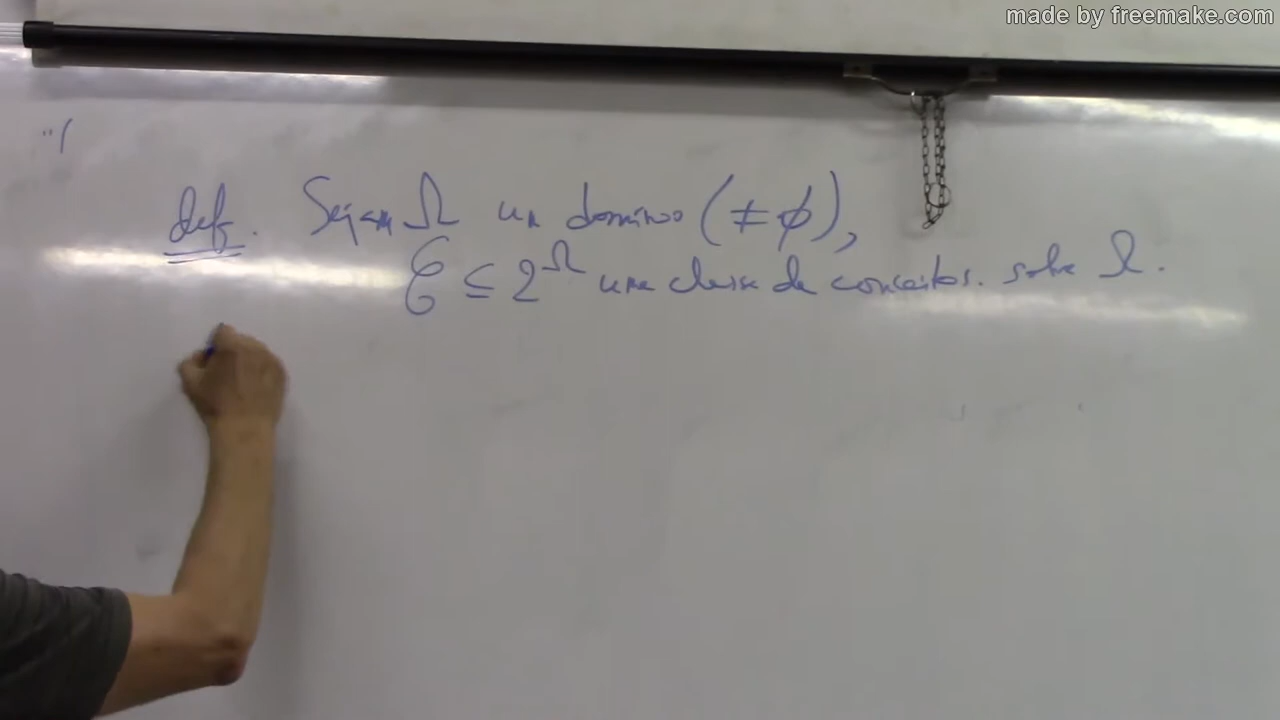 made by freemake.com
def. Sejam Ω um domínio (≠ ϕ),
𝒞 ⊆ 2^Ω uma classe de conceitos. sobre Ω.